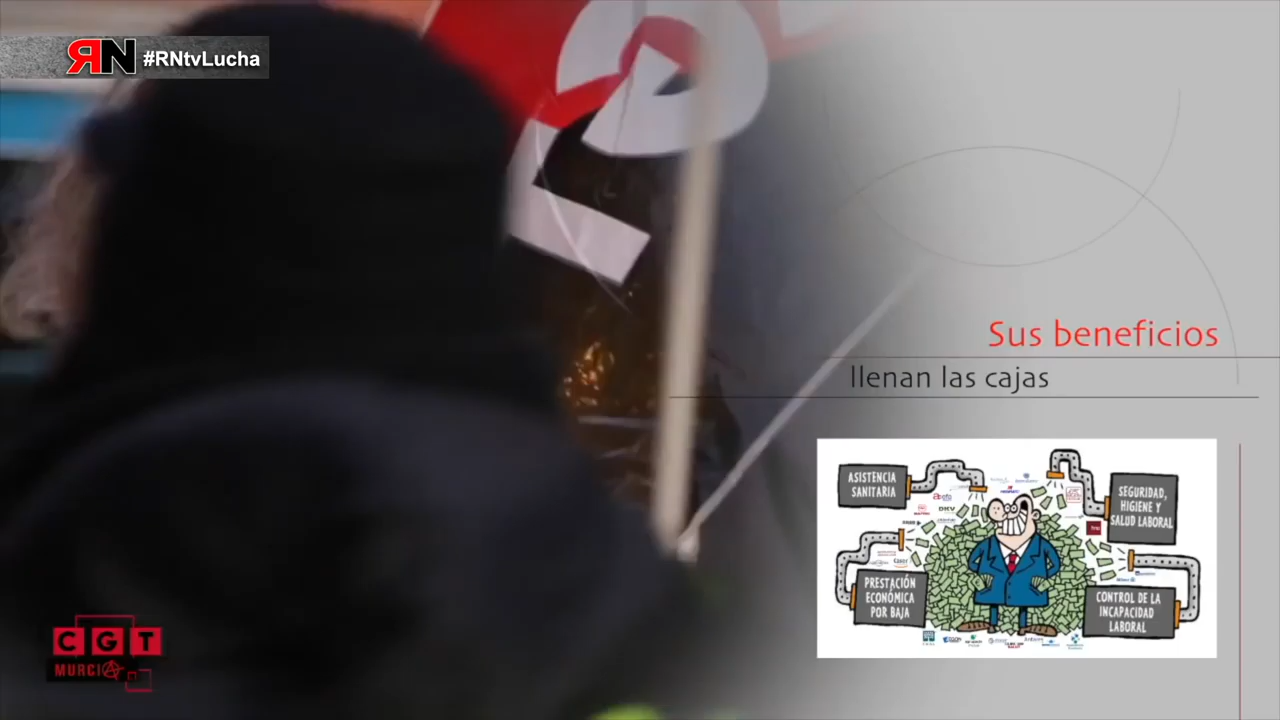 RN #RNtvLucha
Sus beneficios
llenan las cajas
ASISTENCIA
SANITARIA
SEGURIDAD,
HIGIENE Y
SALUD LABORAL
DKV
PRESTACIÓN
ECONÓMICA
POR BAJA
CONTROL DE LA
INCAPACIDAD
LABORAL
CGT
MURCIA